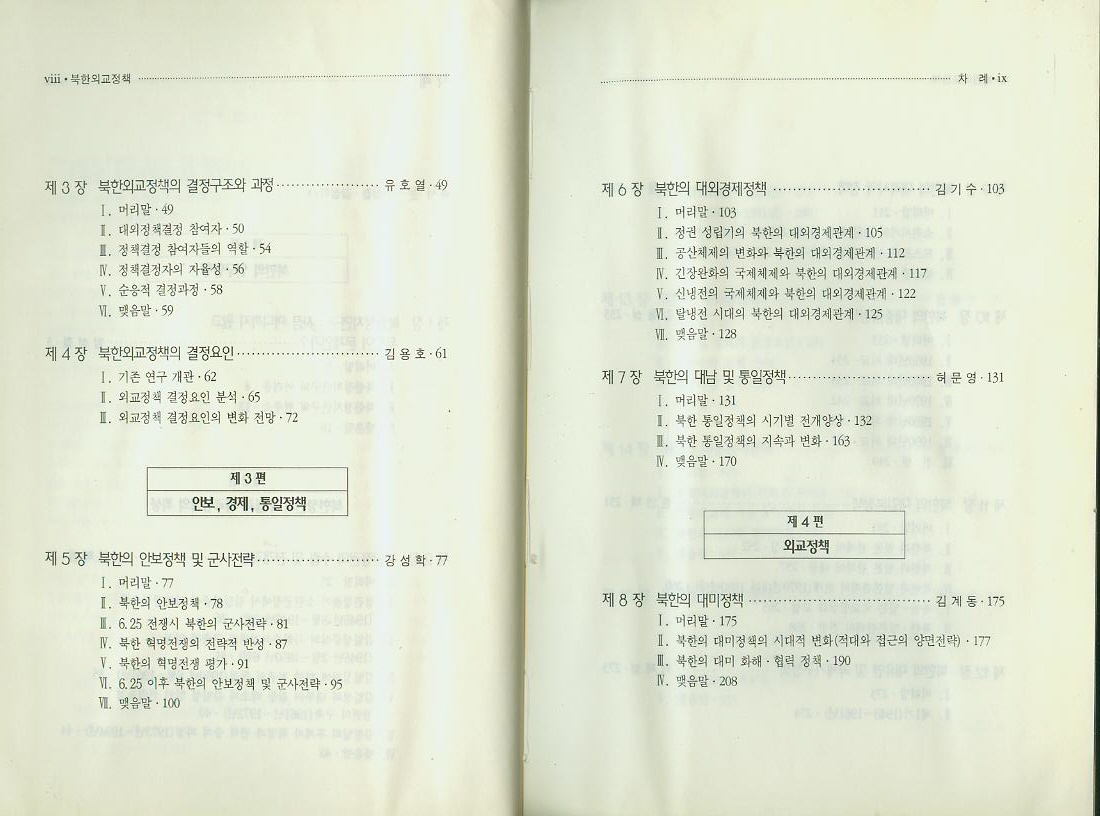 viii • 북한외교정책
제 3 장 북한외교정책의 결정구조와 과정 ···················· 유 호 열 · 49
Ⅰ. 머리말 · 49
Ⅱ. 대외정책결정 참여자 · 50
Ⅲ. 정책결정 참여자들의 역할 · 54
Ⅳ. 정책결정자의 자율성 · 56
Ⅴ. 순응적 결정과정 · 58
Ⅵ. 맺음말 · 59
제 4 장 북한외교정책의 결정요인 ···························· 김 용 호 · 61
Ⅰ. 기존 연구 개관 · 62
Ⅱ. 외교정책 결정요인 분석 · 65
Ⅲ. 외교정책 결정요인의 변화 전망 · 72
제 3 편
안보, 경제, 통일정책
제 5 장 북한의 안보정책 및 군사전략 ························ 강 성 학 · 77
Ⅰ. 머리말 · 77
Ⅱ. 북한의 안보정책 · 78
Ⅲ. 6.25 전쟁시 북한의 군사전략 · 81
Ⅳ. 북한 혁명전쟁의 전략적 반성 · 87
Ⅴ. 북한의 혁명전쟁 평가 · 91
Ⅵ. 6.25 이후 북한의 안보정책 및 군사전략 · 95
Ⅶ. 맺음말 · 100
차 례 • ix
제 6 장 북한의 대외경제정책 ······························· 김 기 수 · 103
Ⅰ. 머리말 · 103
Ⅱ. 정권 성립기의 북한의 대외경제관계 · 105
Ⅲ. 공산체제의 변화와 북한의 대외경제관계 · 112
Ⅳ. 긴장완화의 국제체제와 북한의 대외경제관계 · 117
Ⅴ. 신냉전의 국제체제와 북한의 대외경제관계 · 122
Ⅵ. 탈냉전 시대의 북한의 대외경제관계 · 125
Ⅶ. 맺음말 · 128
제 7 장 북한의 대남 및 통일정책 ···························· 허 문 영 · 131
Ⅰ. 머리말 · 131
Ⅱ. 북한 통일정책의 시기별 전개양상 · 132
Ⅲ. 북한 통일정책의 지속과 변화 · 163
Ⅳ. 맺음말 · 170
제 4 편
외교정책
제 8 장 북한의 대미정책 ···································· 김 계 동 · 175
Ⅰ. 머리말 · 175
Ⅱ. 북한의 대미정책의 시대적 변화(적대와 접근의 양면전략) · 177
Ⅲ. 북한의 대미 화해 · 협력 정책 · 190
Ⅳ. 맺음말 · 208